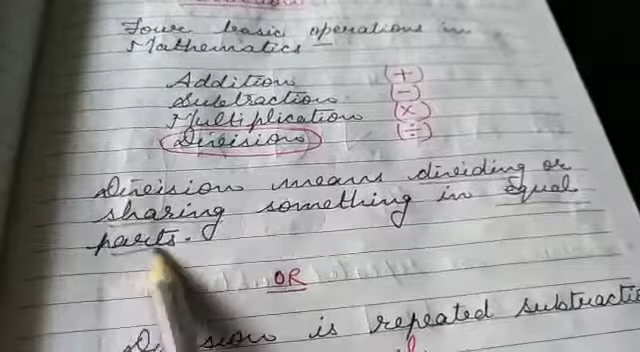 Four basic operations in
Mathematics
Addition (+)
Subtraction (-)
Multiplication (×)
Division (÷)
Division means dividing or
sharing something in equal
parts.
OR
is repeated